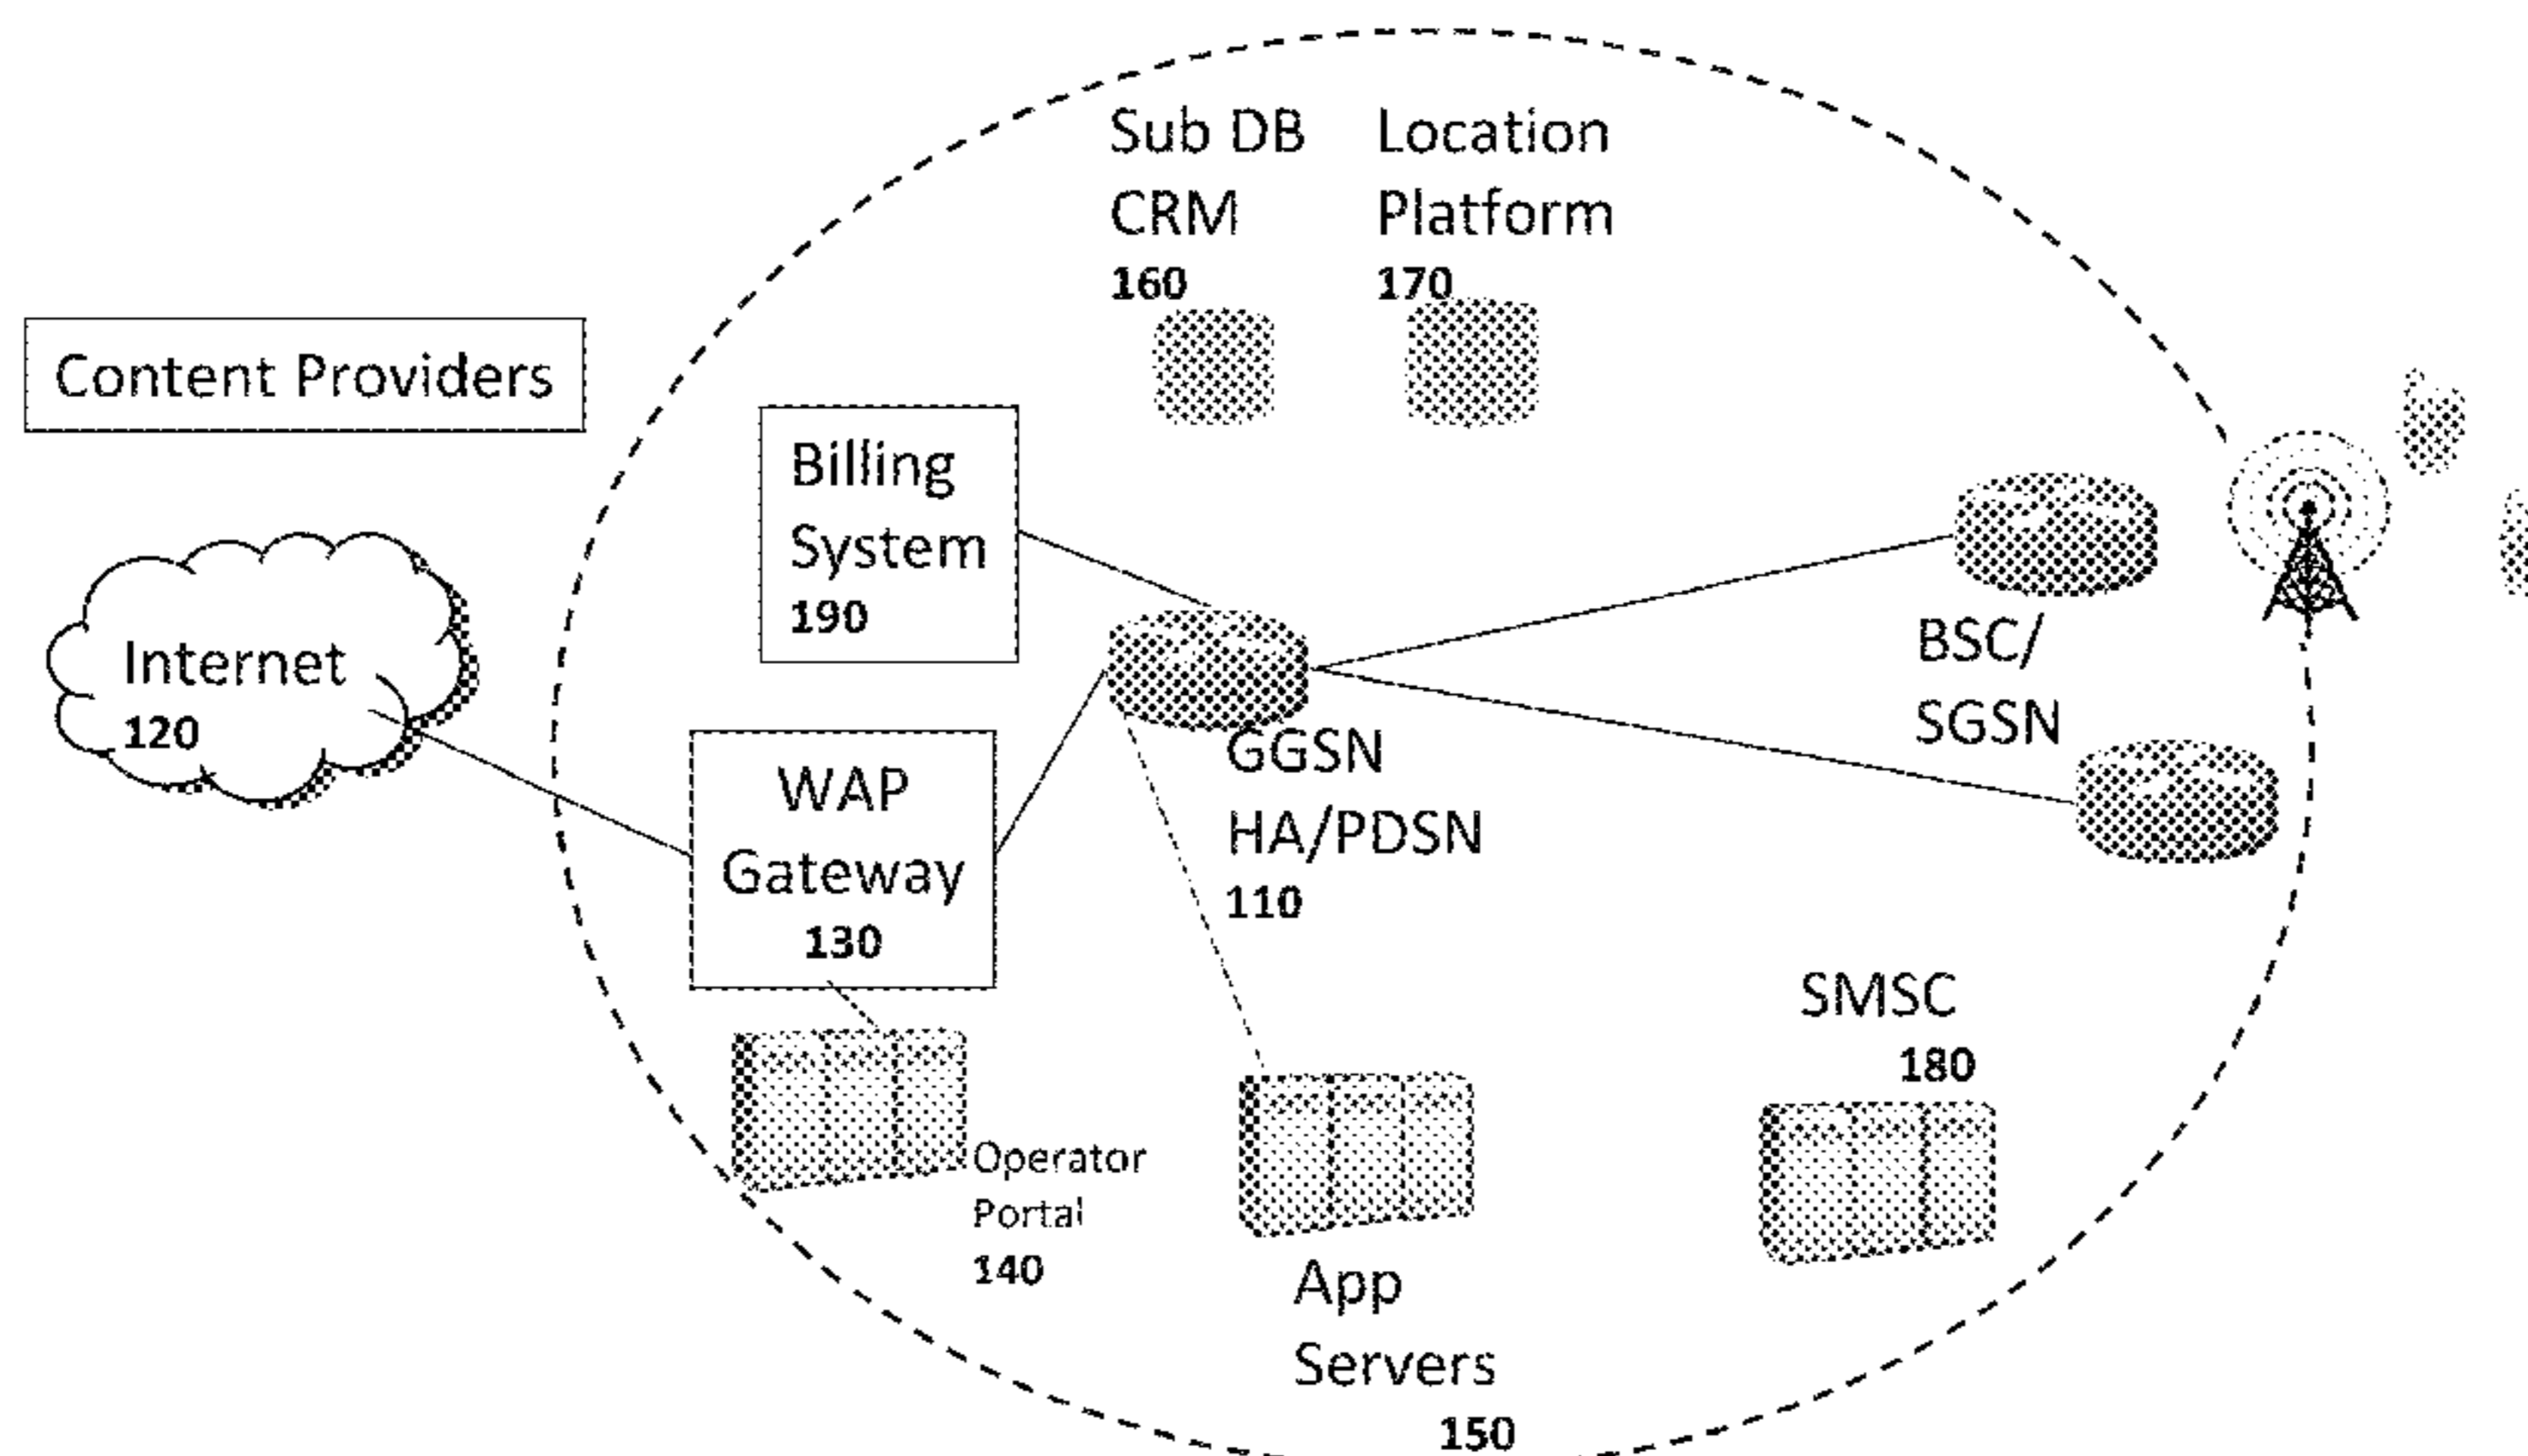 Sub DB
CRM
160
Location
Platform
170
Content Providers
Billing
System
190
Internet
120
BSC/
SGSN
GGSN
HA/PDSN
110
WAP
Gateway
130
SMSC
180
Operator
Portal
140
App
Servers
150